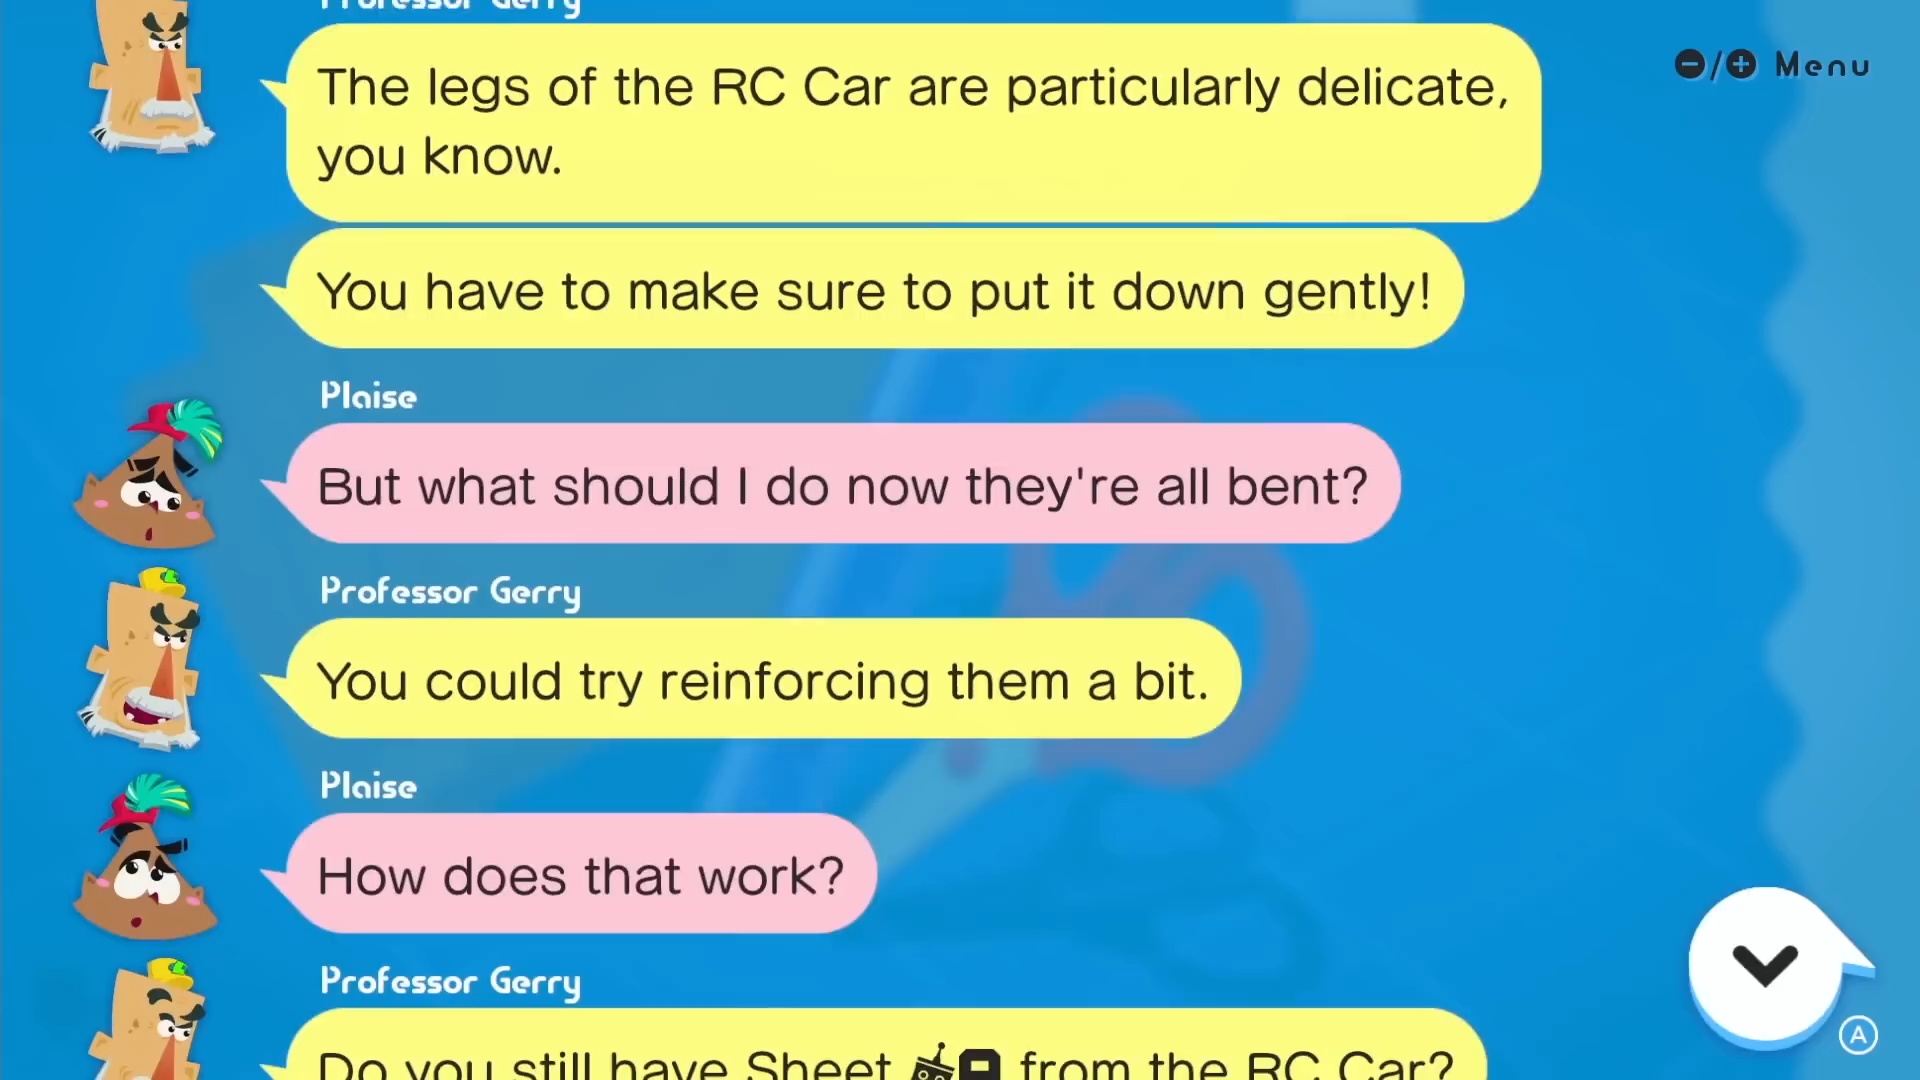 Professor Gerry
Menu
The legs of the RC Car are particularly delicate,
you know.
You have to make sure to put it down gently!
Plaise
But what should I do now they're all bent?
Professor Gerry
You could try reinforcing them a bit.
Plaise
How does that work?
Professor Gerry
Do you still have Sheet from the RC Car?
A